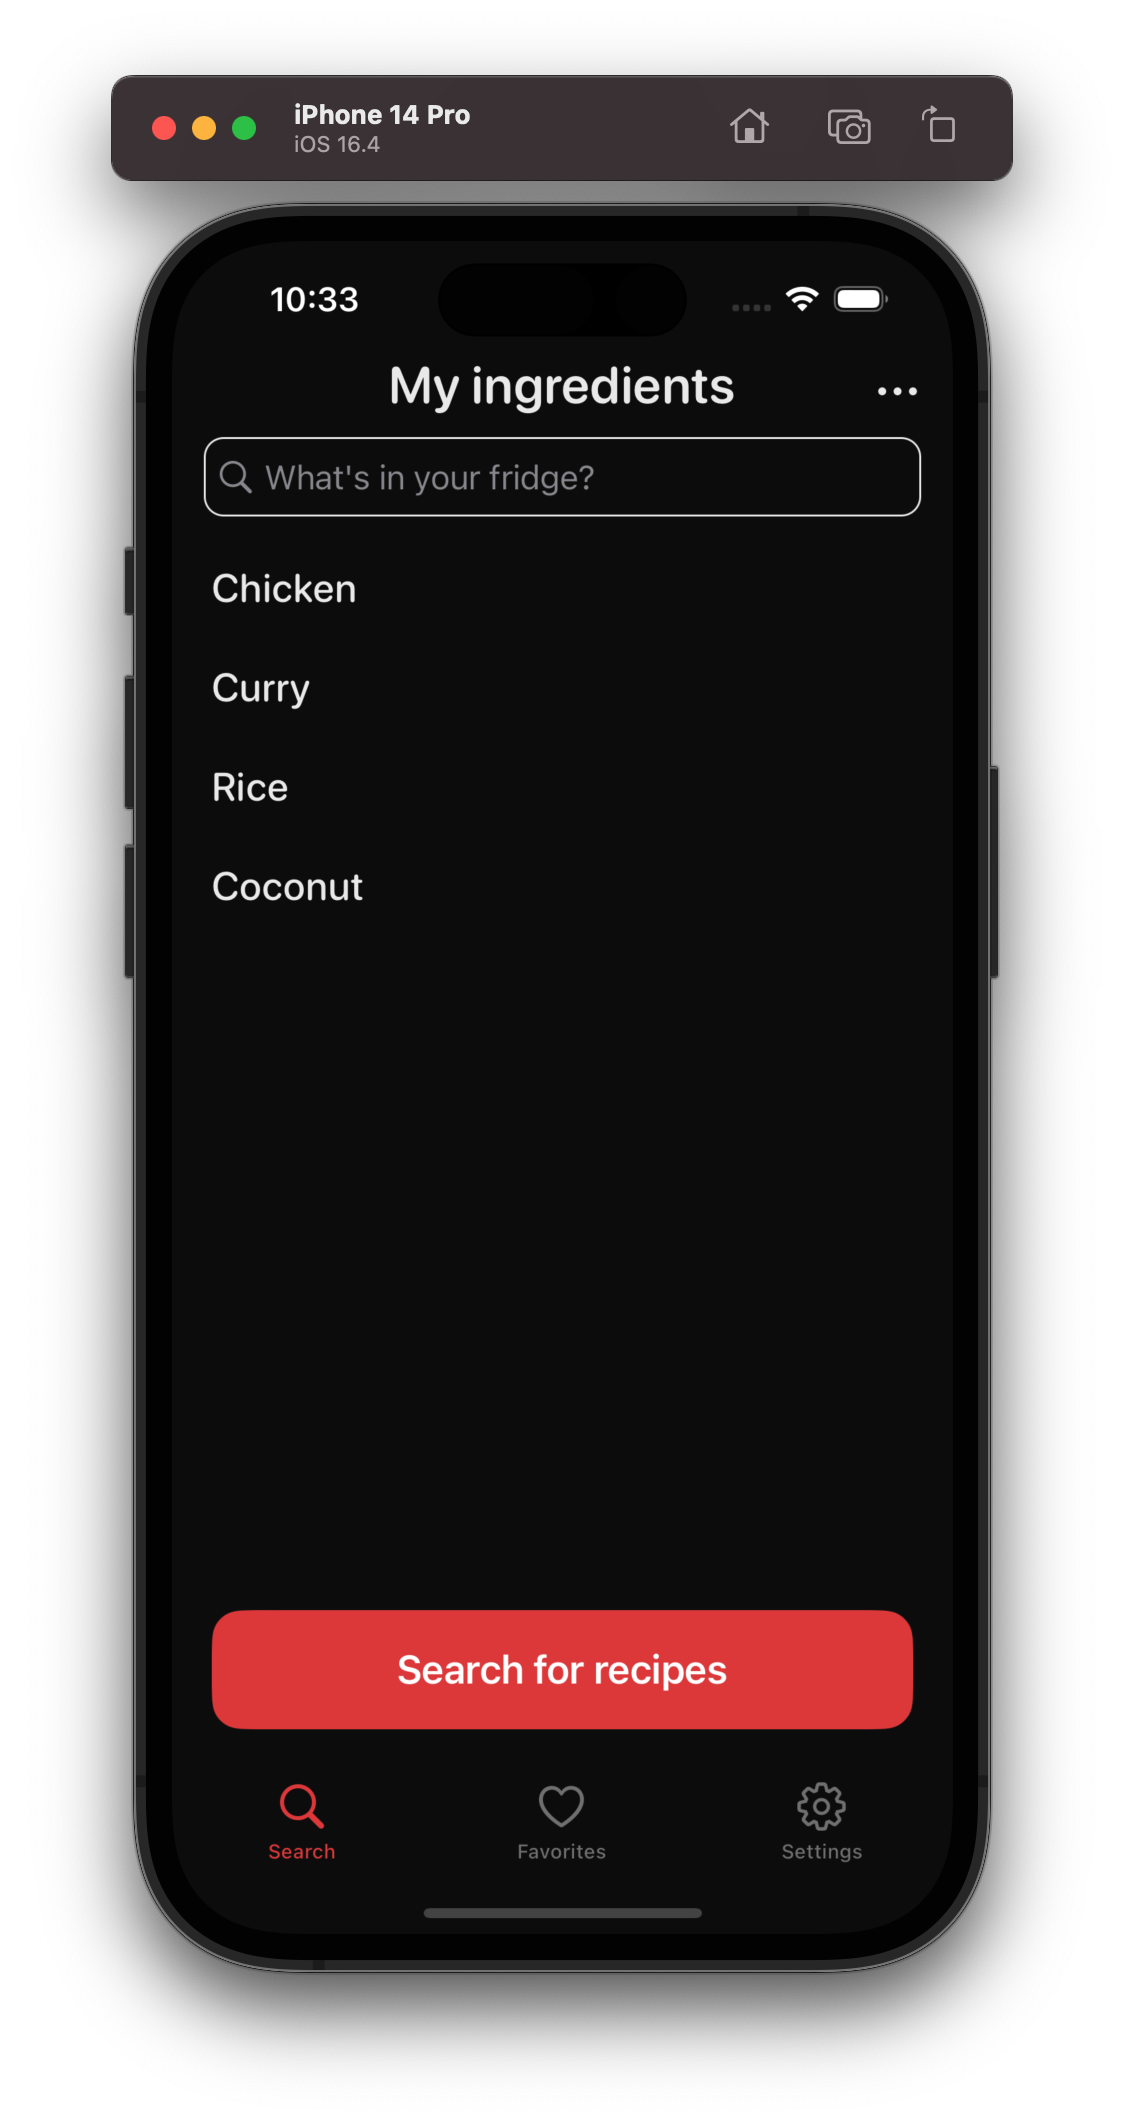 iPhone 14 Pro
iOS 16.4
10:33
My ingredients
What's in your fridge?
Chicken
Curry
Rice
Coconut
Search for recipes
Search
Favorites
Settings